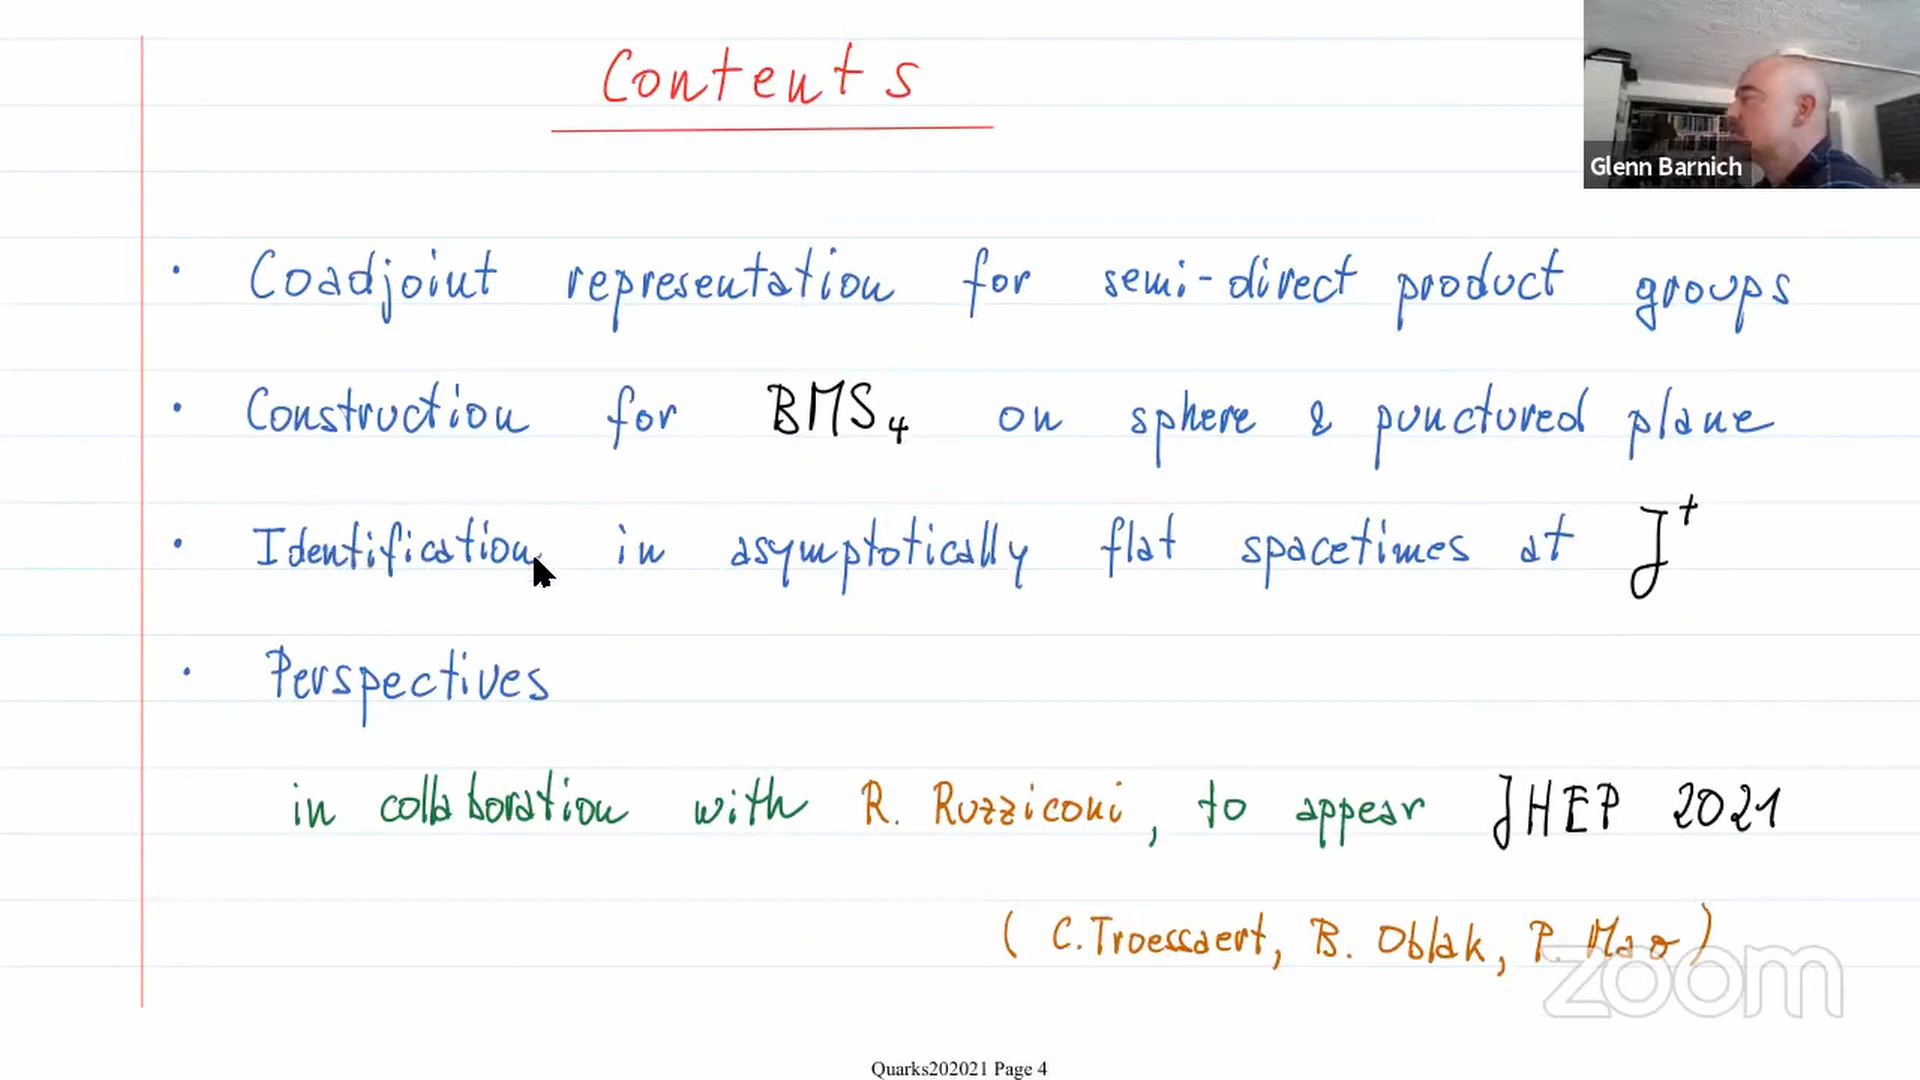 Contents
Glenn Barnich
· Coadjoint representation for semi-direct product groups
· Construction for BMS₄ on sphere & punctured plane
· Identification in asymptotically flat spacetimes at J⁺
· Perspectives
in collaboration with R. Ruzziconi, to appear JHEP 2021
( C. Troessaert, B. Oblak, P. Mao )
zoom
Quarks202021 Page 4